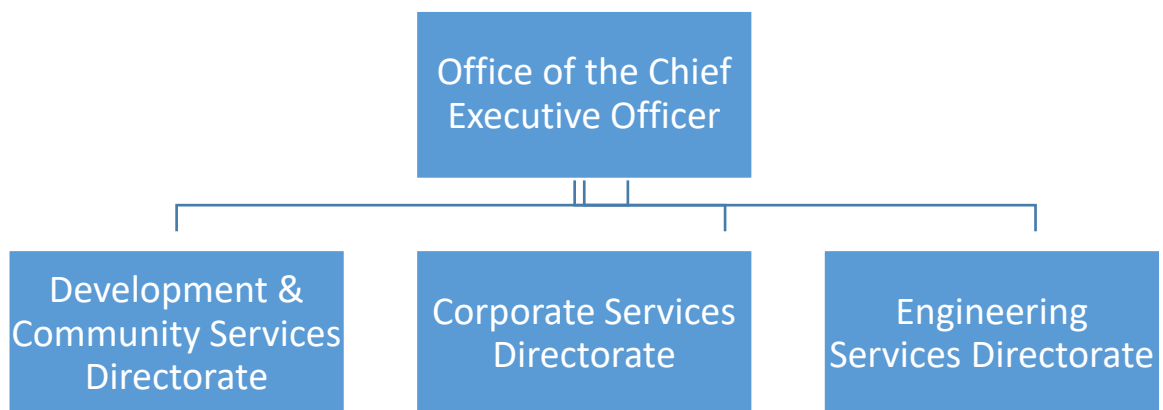 Office of the Chief
Executive Officer
Development &
Community Services
Directorate
Corporate Services
Directorate
Engineering
Services Directorate